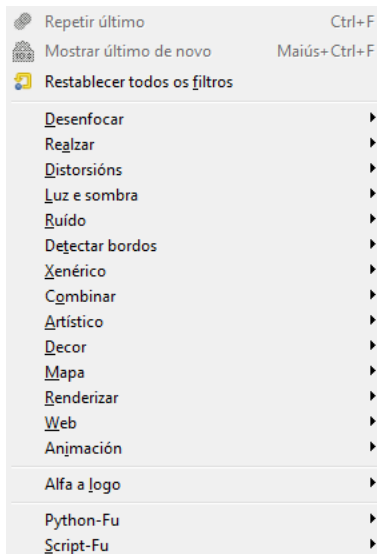 Repetir último Ctrl+F
Mostrar último de novo Maiús+Ctrl+F
Restablecer todos os filtros
Desenfocar
Realzar
Distorsións
Luz e sombra
Ruído
Detectar bordos
Xenérico
Combinar
Artístico
Decor
Mapa
Renderizar
Web
Animación
Alfa a logo
Python-Fu
Script-Fu